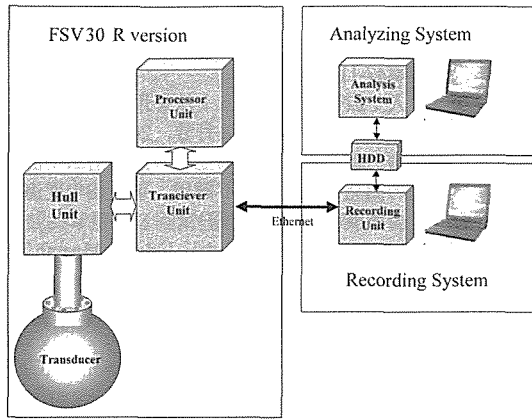 FSV30 R version
Processor
Unit
Hull
Unit
Tranciever
Unit
Transducer
Ethernet
Analyzing System
Analysis
System
HDD
Recording
Unit
Recording System